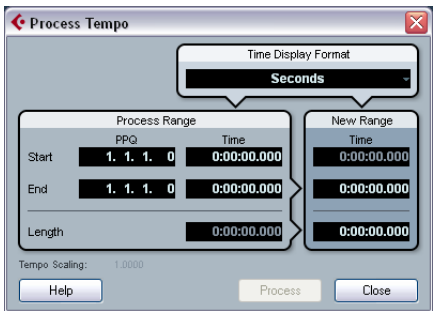 Process Tempo
Time Display Format
Seconds
Process Range
New Range
PPQ Time Time
Start 1. 1. 1. 0 0:00:00.000 0:00:00.000
End 1. 1. 1. 0 0:00:00.000 0:00:00.000
Length 0:00:00.000 0:00:00.000
Tempo Scaling: 1.0000
Help Process Close